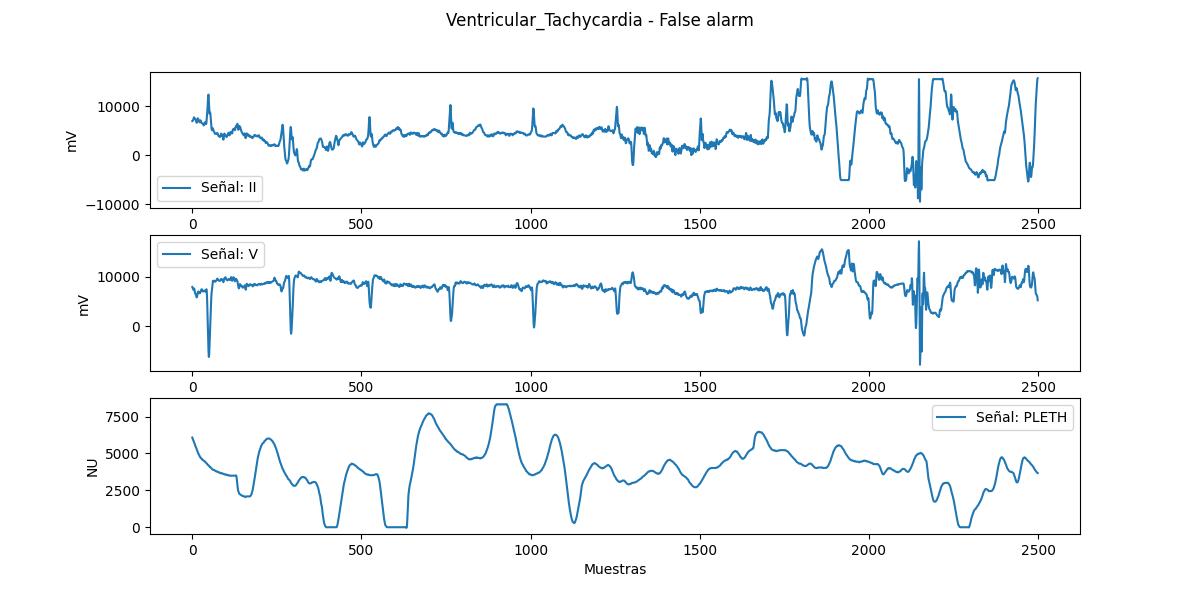 Ventricular_Tachycardia - False alarm
10000
0
−10000
mV
Señal: II
0 500 1000 1500 2000 2500
10000
0
mV
Señal: V
0 500 1000 1500 2000 2500
7500
5000
2500
0
NU
Señal: PLETH
0 500 1000 1500 2000 2500
Muestras